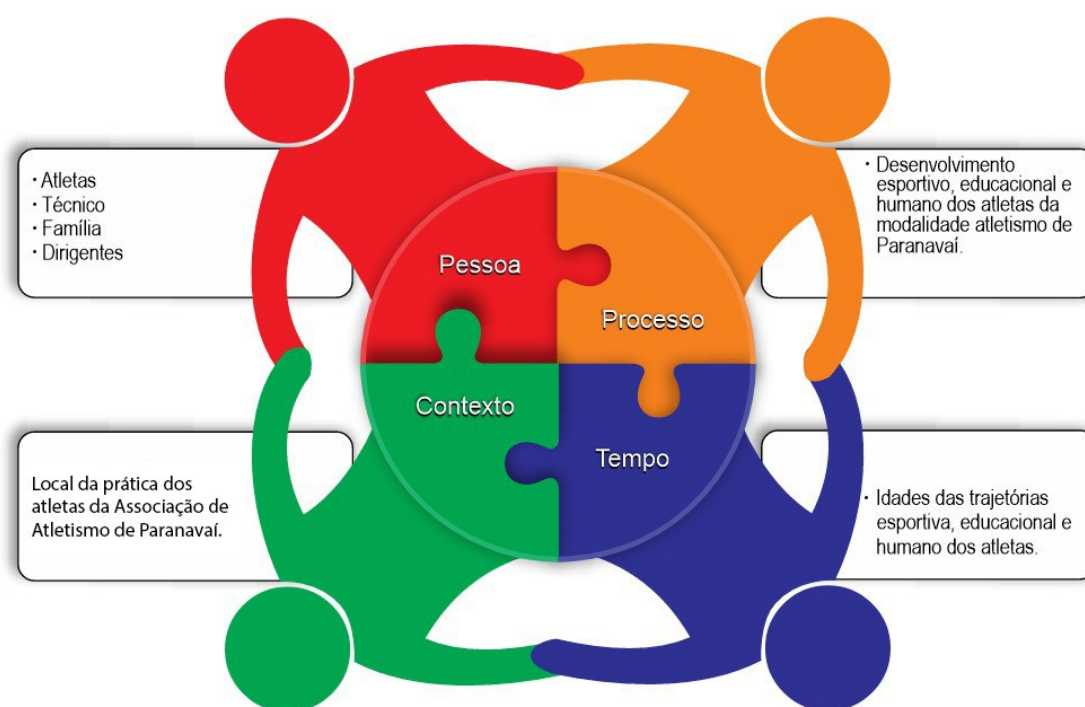 · Atletas
· Técnico
· Família
· Dirigentes
· Desenvolvimento
esportivo, educacional e
humano dos atletas da
modalidade atletismo de
Paranavaí.
Pessoa
Processo
Contexto
Tempo
Local da prática dos
atletas da Associação de
Atletismo de Paranavaí.
· Idades das trajetórias
esportiva, educacional e
humano dos atletas.